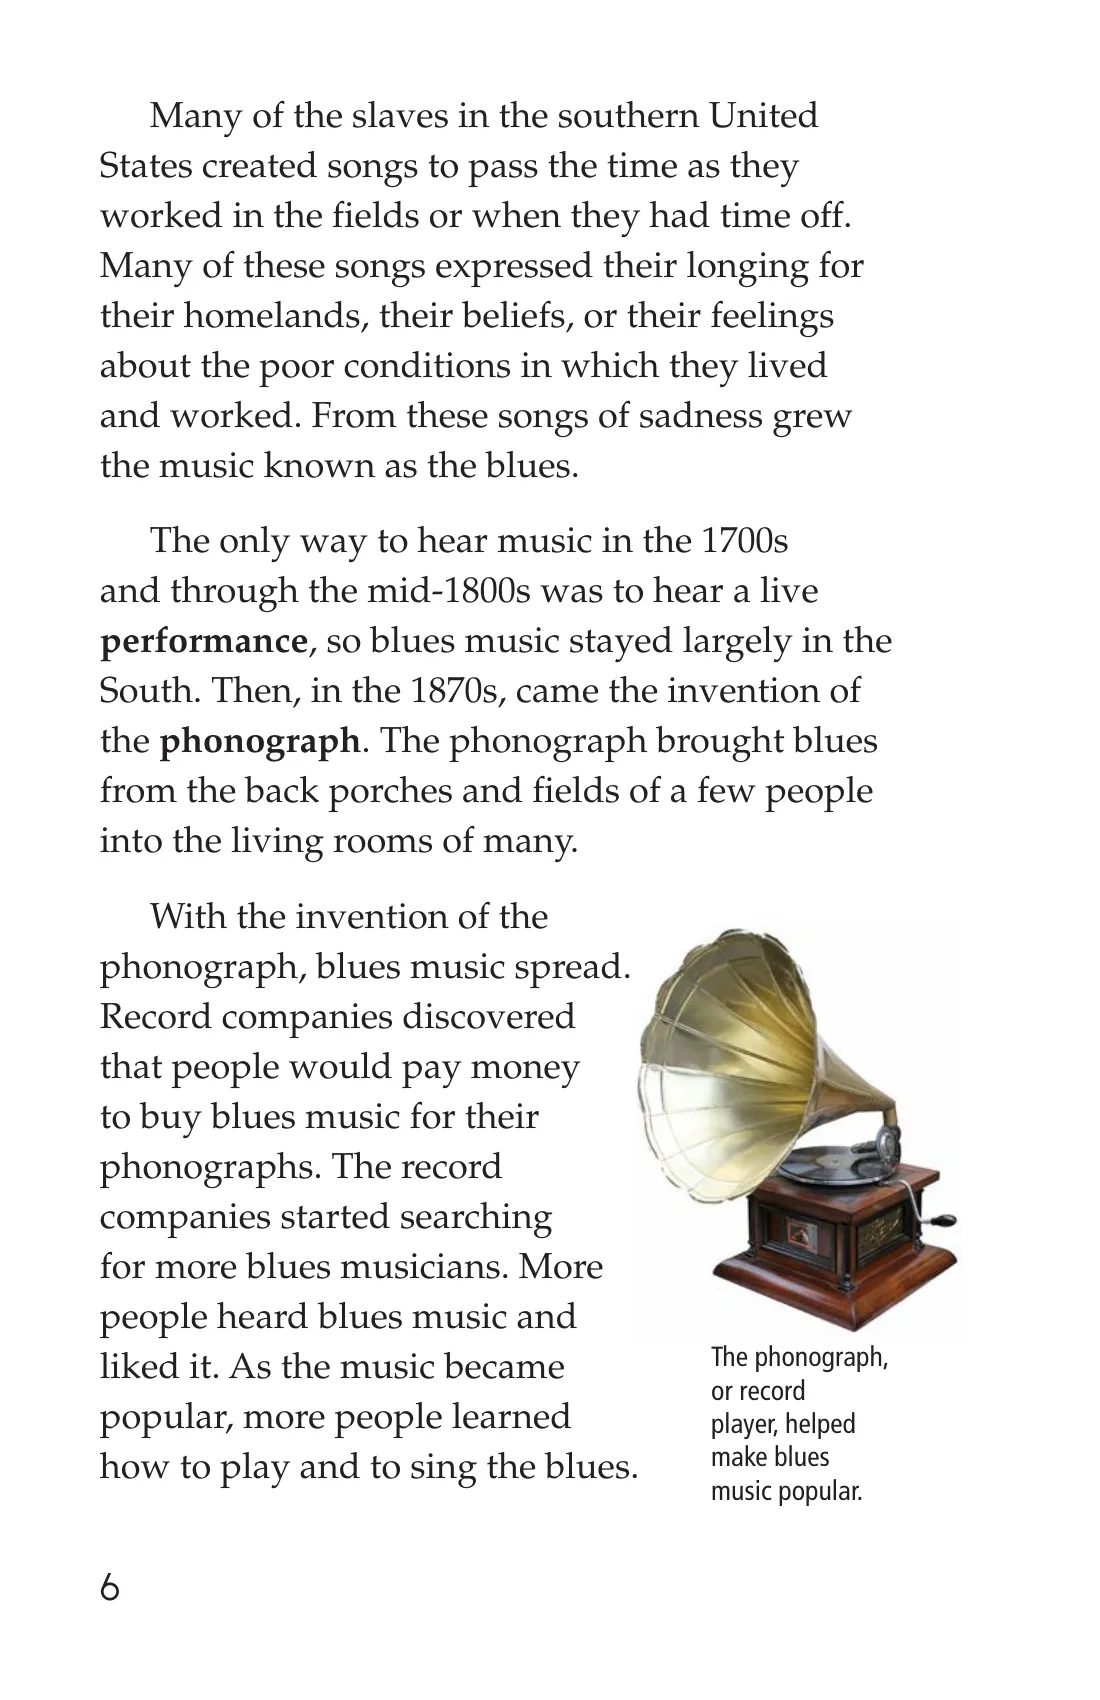 Many of the slaves in the southern United
States created songs to pass the time as they
worked in the fields or when they had time off.
Many of these songs expressed their longing for
their homelands, their beliefs, or their feelings
about the poor conditions in which they lived
and worked. From these songs of sadness grew
the music known as the blues.
The only way to hear music in the 1700s
and through the mid-1800s was to hear a live
performance, so blues music stayed largely in the
South. Then, in the 1870s, came the invention of
the phonograph. The phonograph brought blues
from the back porches and fields of a few people
into the living rooms of many.
With the invention of the
phonograph, blues music spread.
Record companies discovered
that people would pay money
to buy blues music for their
phonographs. The record
companies started searching
for more blues musicians. More
people heard blues music and
liked it. As the music became
popular, more people learned
how to play and to sing the blues.
The phonograph,
or record
player, helped
make blues
music popular.
6